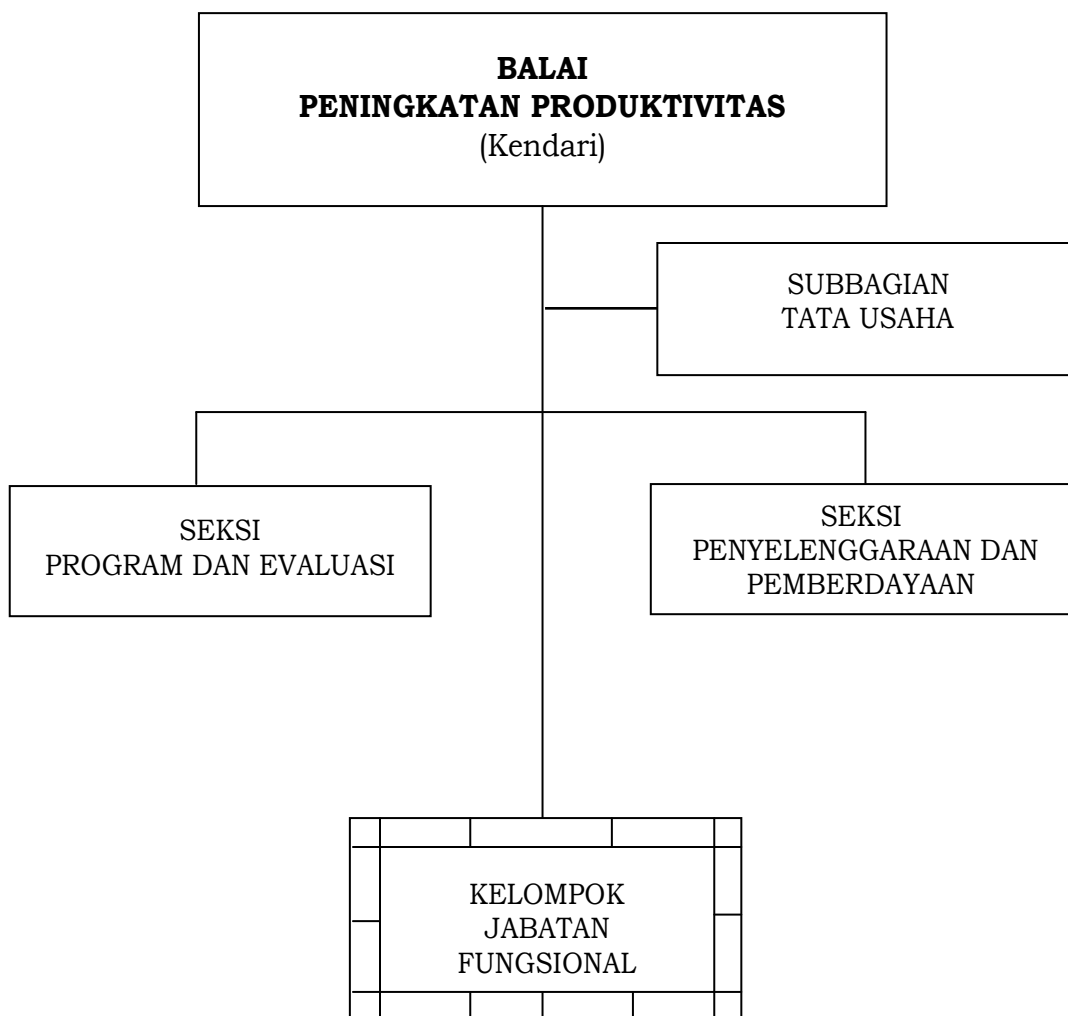 BALAI
PENINGKATAN PRODUKTIVITAS
(Kendari)
SUBBAGIAN
TATA USAHA
SEKSI
PROGRAM DAN EVALUASI
SEKSI
PENYELENGGARAAN DAN
PEMBERDAYAAN
KELOMPOK
JABATAN
FUNGSIONAL